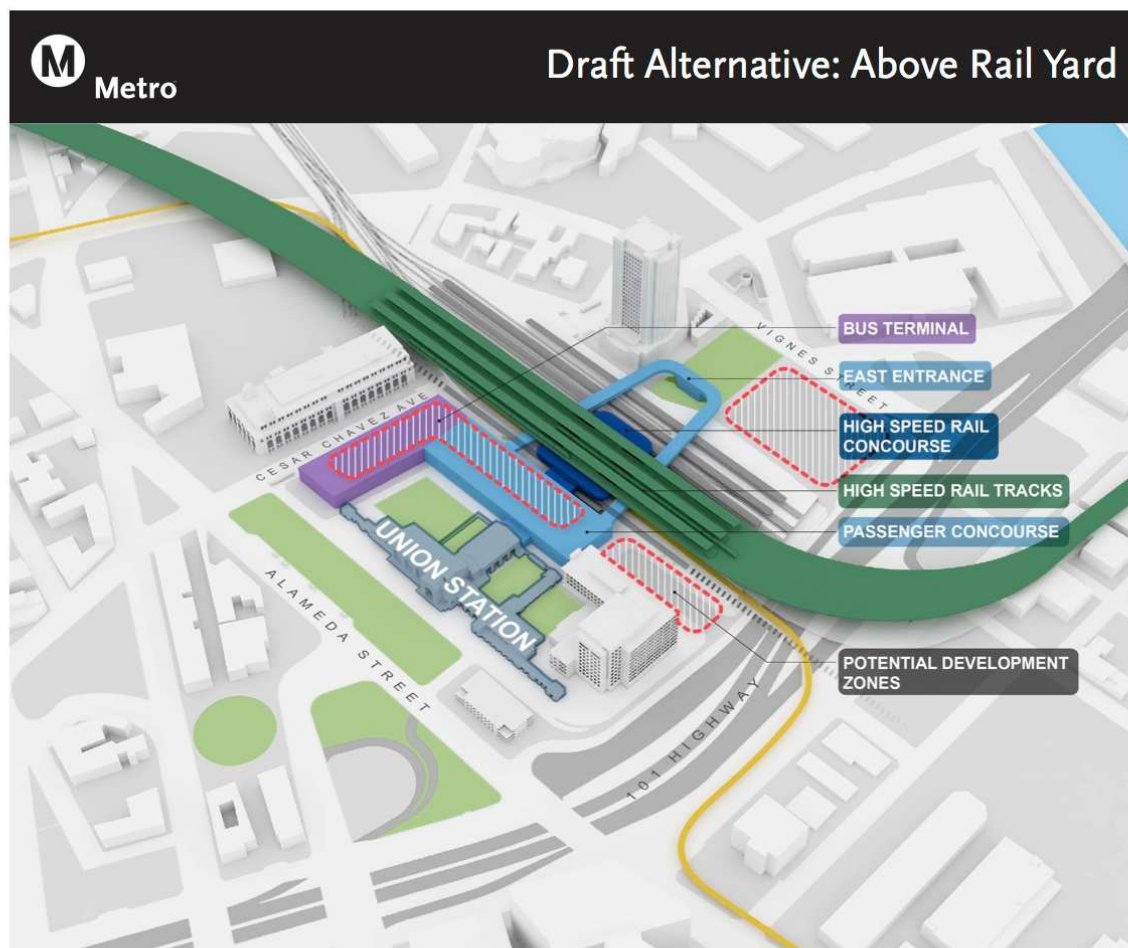 M
Metro
Draft Alternative: Above Rail Yard
BUS TERMINAL
VIGNES STREET
EAST ENTRANCE
HIGH SPEED RAIL
CONCOURSE
CESAR CHAVEZ AVE
HIGH SPEED RAIL TRACKS
PASSENGER CONCOURSE
UNION STATION
ALAMEDA STREET
POTENTIAL DEVELOPMENT
ZONES
101 HIGHWAY